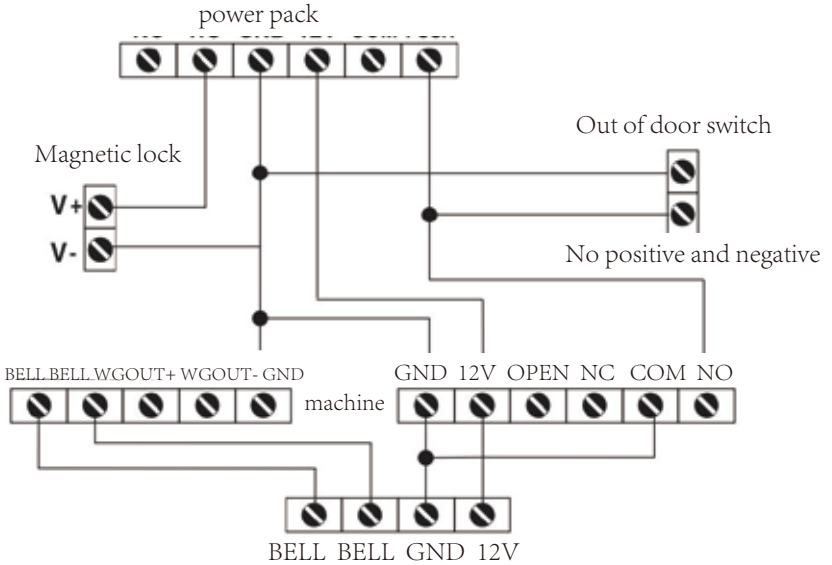 power pack
Out of door switch
Magnetic lock
V+
V-
No positive and negative
BELL BELL WGOUT+ WGOUT- GND
machine
GND 12V OPEN NC COM NO
BELL BELL GND 12V